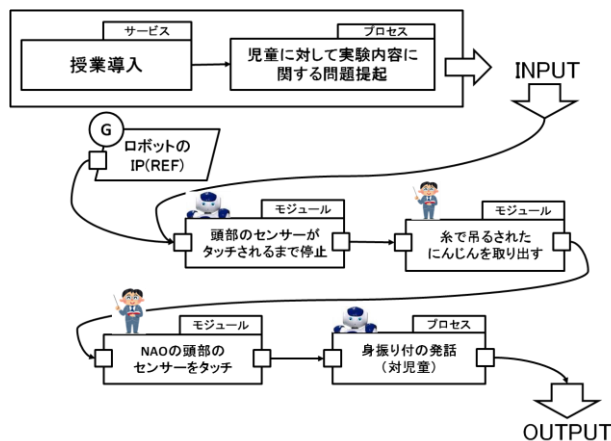 サービス
授業導入
プロセス
児童に対して実験内容に
関する問題提起
INPUT
G
ロボットの
IP(REF)
モジュール
頭部のセンサーが
タッチされるまで停止
モジュール
糸で吊るされた
にんじんを取り出す
モジュール
NAOの頭部の
センサーをタッチ
プロセス
身振り付の発話
（対児童）
OUTPUT